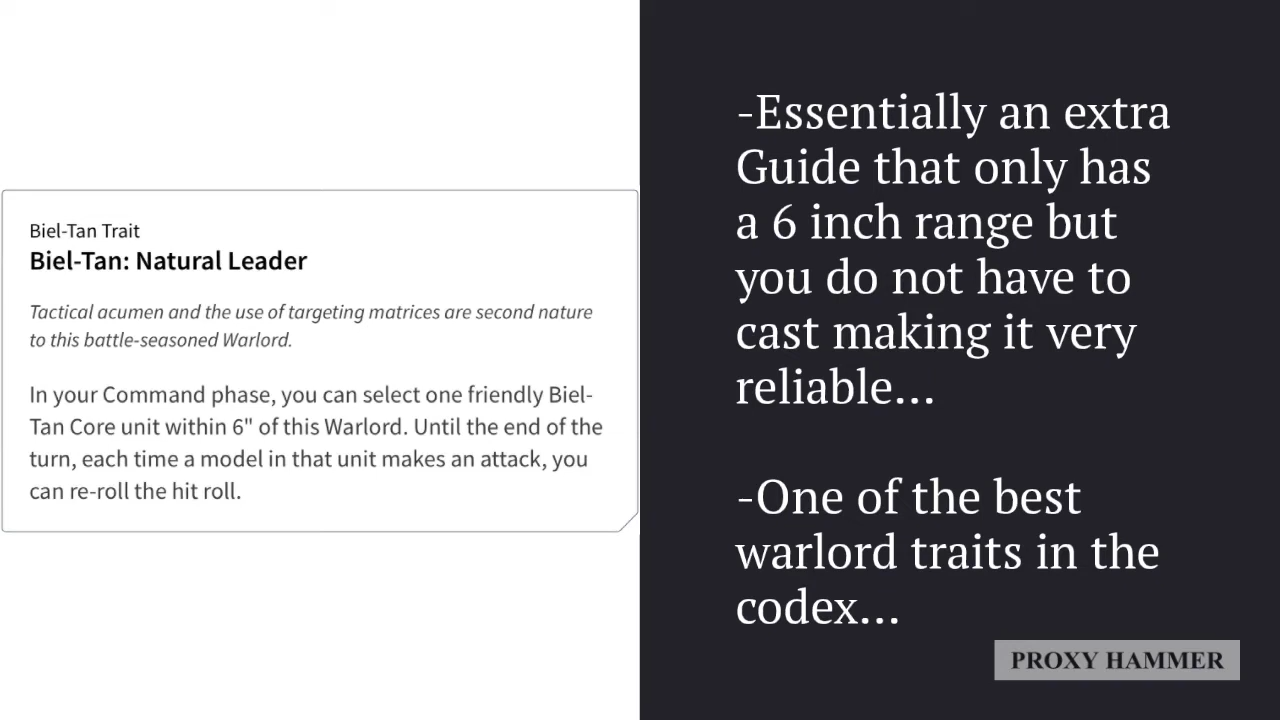 Biel-Tan Trait
Biel-Tan: Natural Leader
Tactical acumen and the use of targeting matrices are second nature
to this battle-seasoned Warlord.
In your Command phase, you can select one friendly Biel-
Tan Core unit within 6" of this Warlord. Until the end of the
turn, each time a model in that unit makes an attack, you
can re-roll the hit roll.
-Essentially an extra
Guide that only has
a 6 inch range but
you do not have to
cast making it very
reliable...
-One of the best
warlord traits in the
codex...
PROXY HAMMER